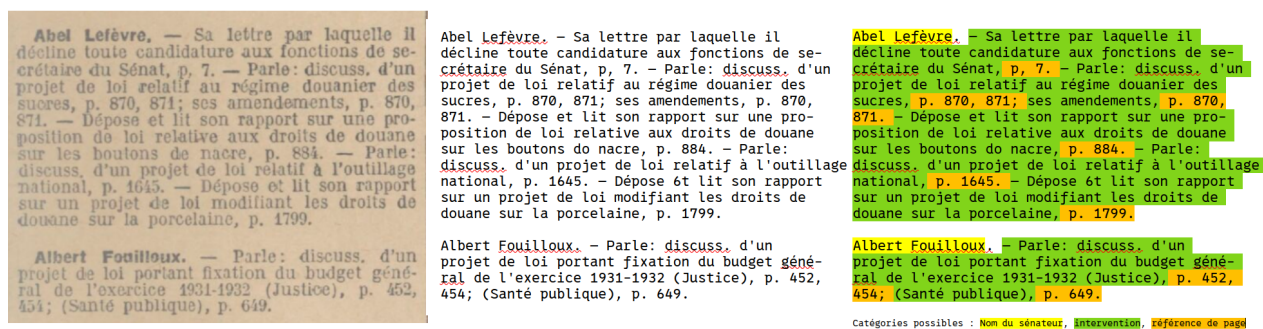 Abel Lefèvre. — Sa lettre par laquelle il
décline toute candidature aux fonctions de se-
crétaire du Sénat, p. 7. — Parle: discuss. d'un
projet de loi relatif au régime douanier des
sucres, p. 870, 871; ses amendements, p. 870,
871. — Dépose et lit son rapport sur une pro-
position de loi relative aux droits de douane
sur les boutons de nacre, p. 884. — Parle:
discuss. d'un projet de loi relatif à l'outillage
national, p. 1645. — Dépose et lit son rapport
sur un projet de loi modifiant les droits de
douane sur la porcelaine, p. 1799.
Albert Fouilloux. — Parle: discuss. d'un
projet de loi portant fixation du budget géné-
ral de l'exercice 1931-1932 (Justice), p. 452,
454; (Santé publique), p. 649.
Abel Lefèvre. — Sa lettre par laquelle il
décline toute candidature aux fonctions de se-
crétaire du Sénat, p, 7. — Parle: discuss. d'un
projet de loi relatif au régime douanier des
sucres, p. 870, 871; ses amendements, p. 870,
871. — Dépose et lit son rapport sur une pro-
position de loi relative aux droits de douane
sur les boutons do nacre, p. 884. — Parle:
discuss. d'un projet de loi relatif à l'outillage
national, p. 1645. — Dépose 6t lit son rapport
sur un projet de loi modifiant les droits de
douane sur la porcelaine, p. 1799.
Albert Fouilloux. — Parle: discuss. d'un
projet de loi portant fixation du budget géné-
ral de l'exercice 1931-1932 (Justice), p. 452,
454; (Santé publique), p. 649.
Abel Lefèvre. — Sa lettre par laquelle il
décline toute candidature aux fonctions de se-
crétaire du Sénat, p, 7. — Parle: discuss. d'un
projet de loi relatif au régime douanier des
sucres, p. 870, 871; ses amendements, p. 870,
871. — Dépose et lit son rapport sur une pro-
position de loi relative aux droits de douane
sur les boutons do nacre, p. 884. — Parle:
discuss. d'un projet de loi relatif à l'outillage
national, p. 1645. — Dépose 6t lit son rapport
sur un projet de loi modifiant les droits de
douane sur la porcelaine, p. 1799.
Albert Fouilloux. — Parle: discuss. d'un
projet de loi portant fixation du budget géné-
ral de l'exercice 1931-1932 (Justice), p. 452,
454; (Santé publique), p. 649.
Catégories possibles : Nom du sénateur, intervention, référence de page